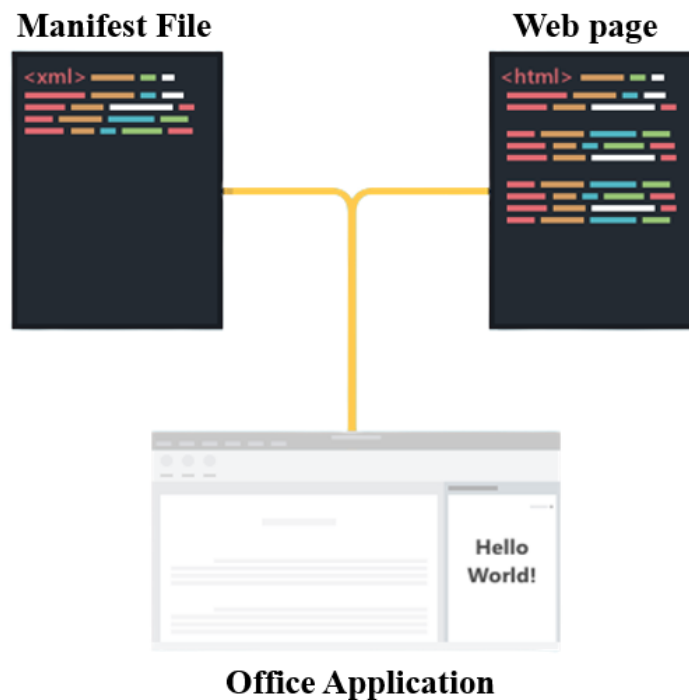 Manifest File
Web page
<xml>
<html>
Hello
World!
Office Application